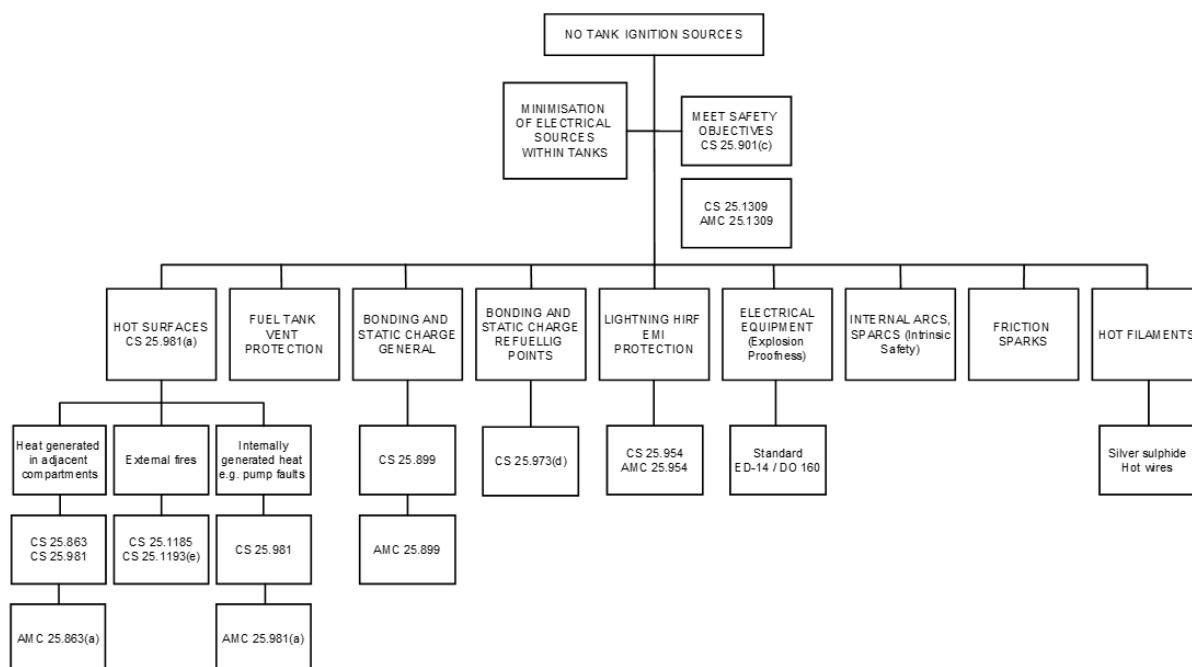 NO TANK IGNITION SOURCES
MINIMISATION
OF ELECTRICAL
SOURCES
WITHIN TANKS
MEET SAFETY
OBJECTIVES
CS 25.901(c)
CS 25.1309
AMC 25.1309
HOT SURFACES
CS 25.981(a)
FUEL TANK
VENT
PROTECTION
BONDING AND
STATIC CHARGE
GENERAL
BONDING AND
STATIC CHARGE
REFUELLIG
POINTS
LIGHTNING HIRF
EMI
PROTECTION
ELECTRICAL
EQUIPMENT
(Explosion
Proofness)
INTERNAL ARCS,
SPARCS (Intrinsic
Safety)
FRICTION
SPARKS
HOT FILAMENTS
Heat generated
in adjacent
compartments
External fires
Internally
generated heat
e.g. pump faults
CS 25.899
CS 25.973(d)
CS 25.954
AMC 25.954
Standard
ED-14 / DO 160
Silver sulphide
Hot wires
CS 25.863
CS 25.981
CS 25.1185
CS 25.1193(e)
CS 25.981
AMC 25.899
AMC 25.863(a)
AMC 25.981(a)